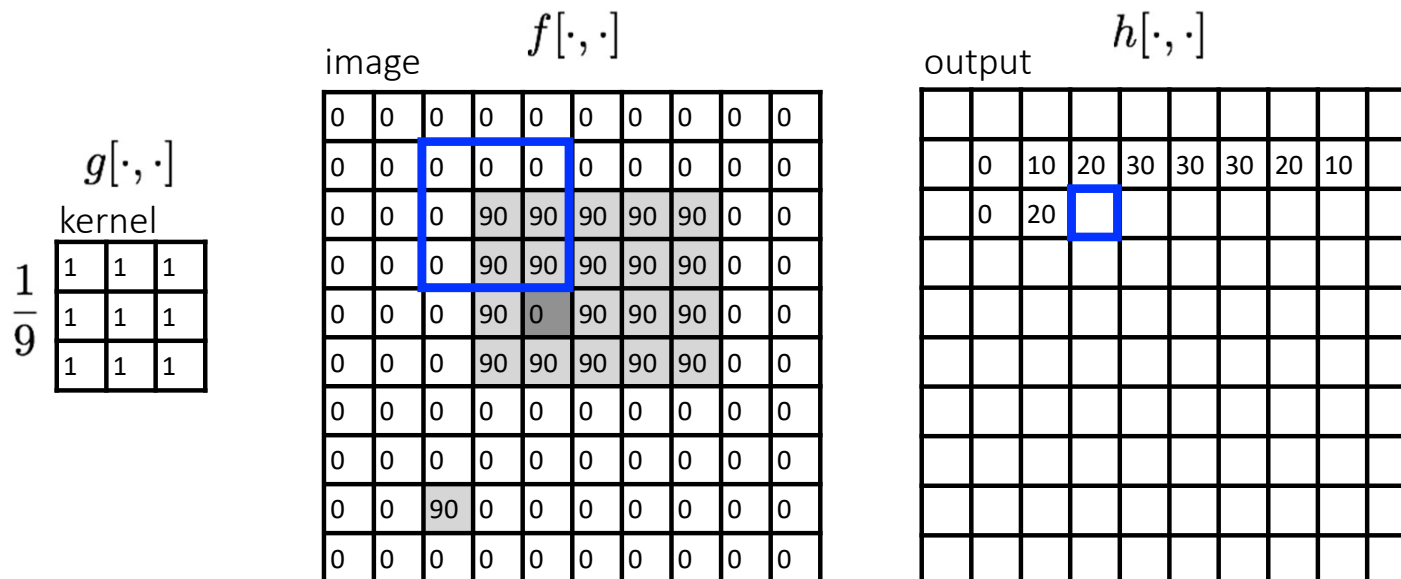 f[·, ·]
h[·, ·]
image
output
g[·, ·]
kernel
1/9
1 1 1
1 1 1
1 1 1
0 0 0 0 0 0 0 0 0 0
0 0 0 0 0 0 0 0 0 0
0 0 0 90 90 90 90 90 0 0
0 0 0 90 90 90 90 90 0 0
0 0 0 90 0 90 90 90 0 0
0 0 0 90 90 90 90 90 0 0
0 0 0 0 0 0 0 0 0 0
0 0 0 0 0 0 0 0 0 0
0 0 90 0 0 0 0 0 0 0
0 0 0 0 0 0 0 0 0 0
0 10 20 30 30 30 20 10
0 20